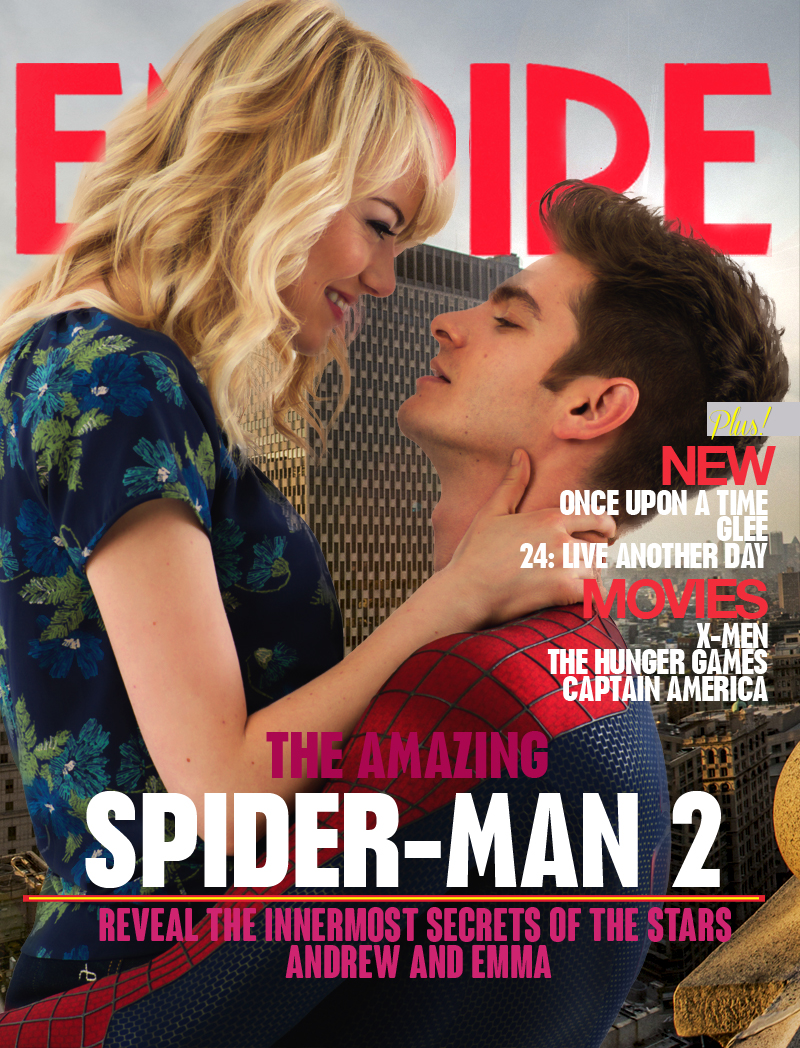 EMPIRE
Plus!
NEW
ONCE UPON A TIME
GLEE
24: LIVE ANOTHER DAY
MOVIES
X-MEN
THE HUNGER GAMES
CAPTAIN AMERICA
THE AMAZING
SPIDER-MAN 2
REVEAL THE INNERMOST SECRETS OF THE STARS
ANDREW AND EMMA